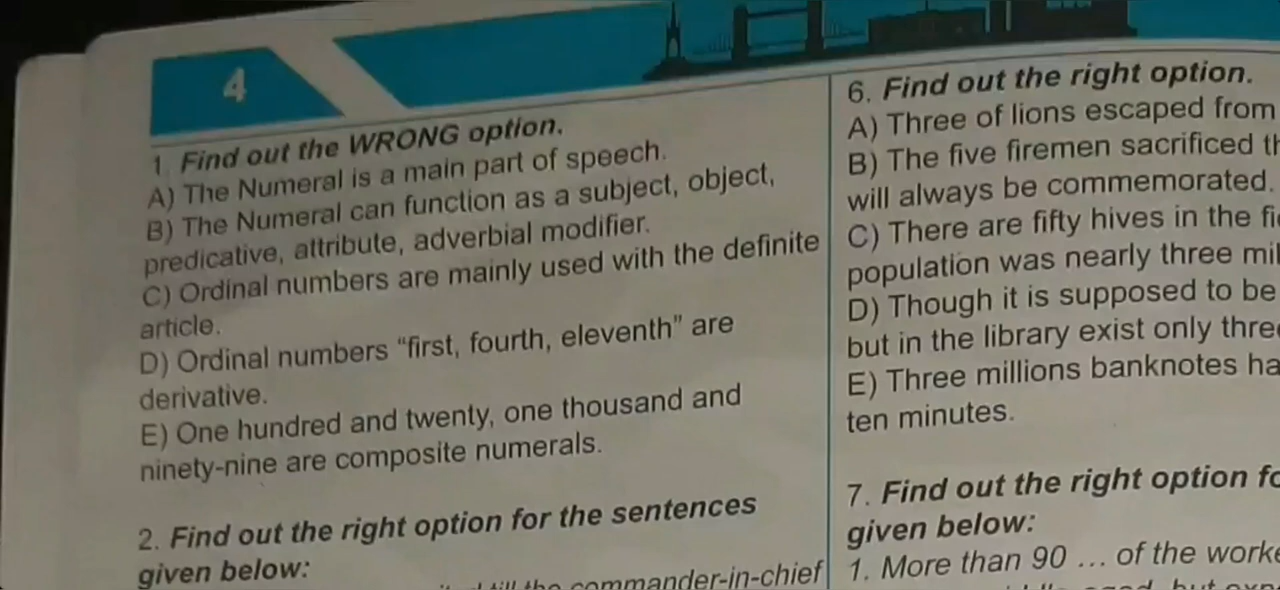 4
1. Find out the WRONG option.
A) The Numeral is a main part of speech.
B) The Numeral can function as a subject, object,
predicative, attribute, adverbial modifier.
C) Ordinal numbers are mainly used with the definite
article.
D) Ordinal numbers “first, fourth, eleventh” are
derivative.
E) One hundred and twenty, one thousand and
ninety-nine are composite numerals.
2. Find out the right option for the sentences
given below:
commander-in-chief
6. Find out the right option.
A) Three of lions escaped from
B) The five firemen sacrificed
will always be commemorated.
C) There are fifty hives in the
population was nearly three
D) Though it is supposed to be
but in the library exist only
E) Three millions banknotes
ten minutes.
7. Find out the right option
given below:
1. More than 90 ... of the